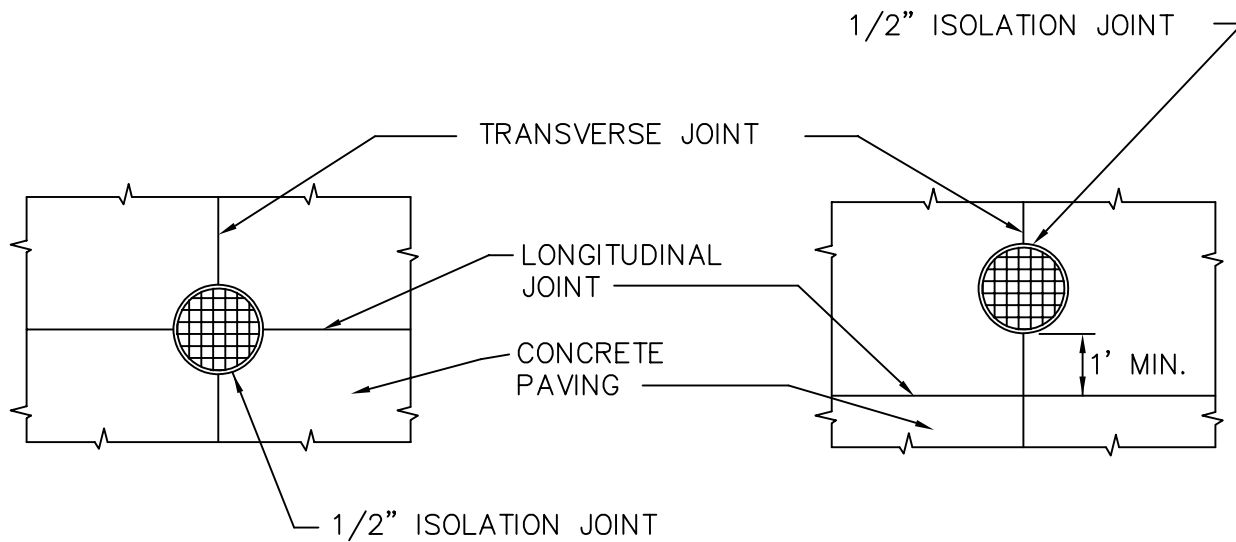 1/2" ISOLATION JOINT
TRANSVERSE JOINT
LONGITUDINAL
JOINT
CONCRETE
PAVING
1' MIN.
1/2" ISOLATION JOINT